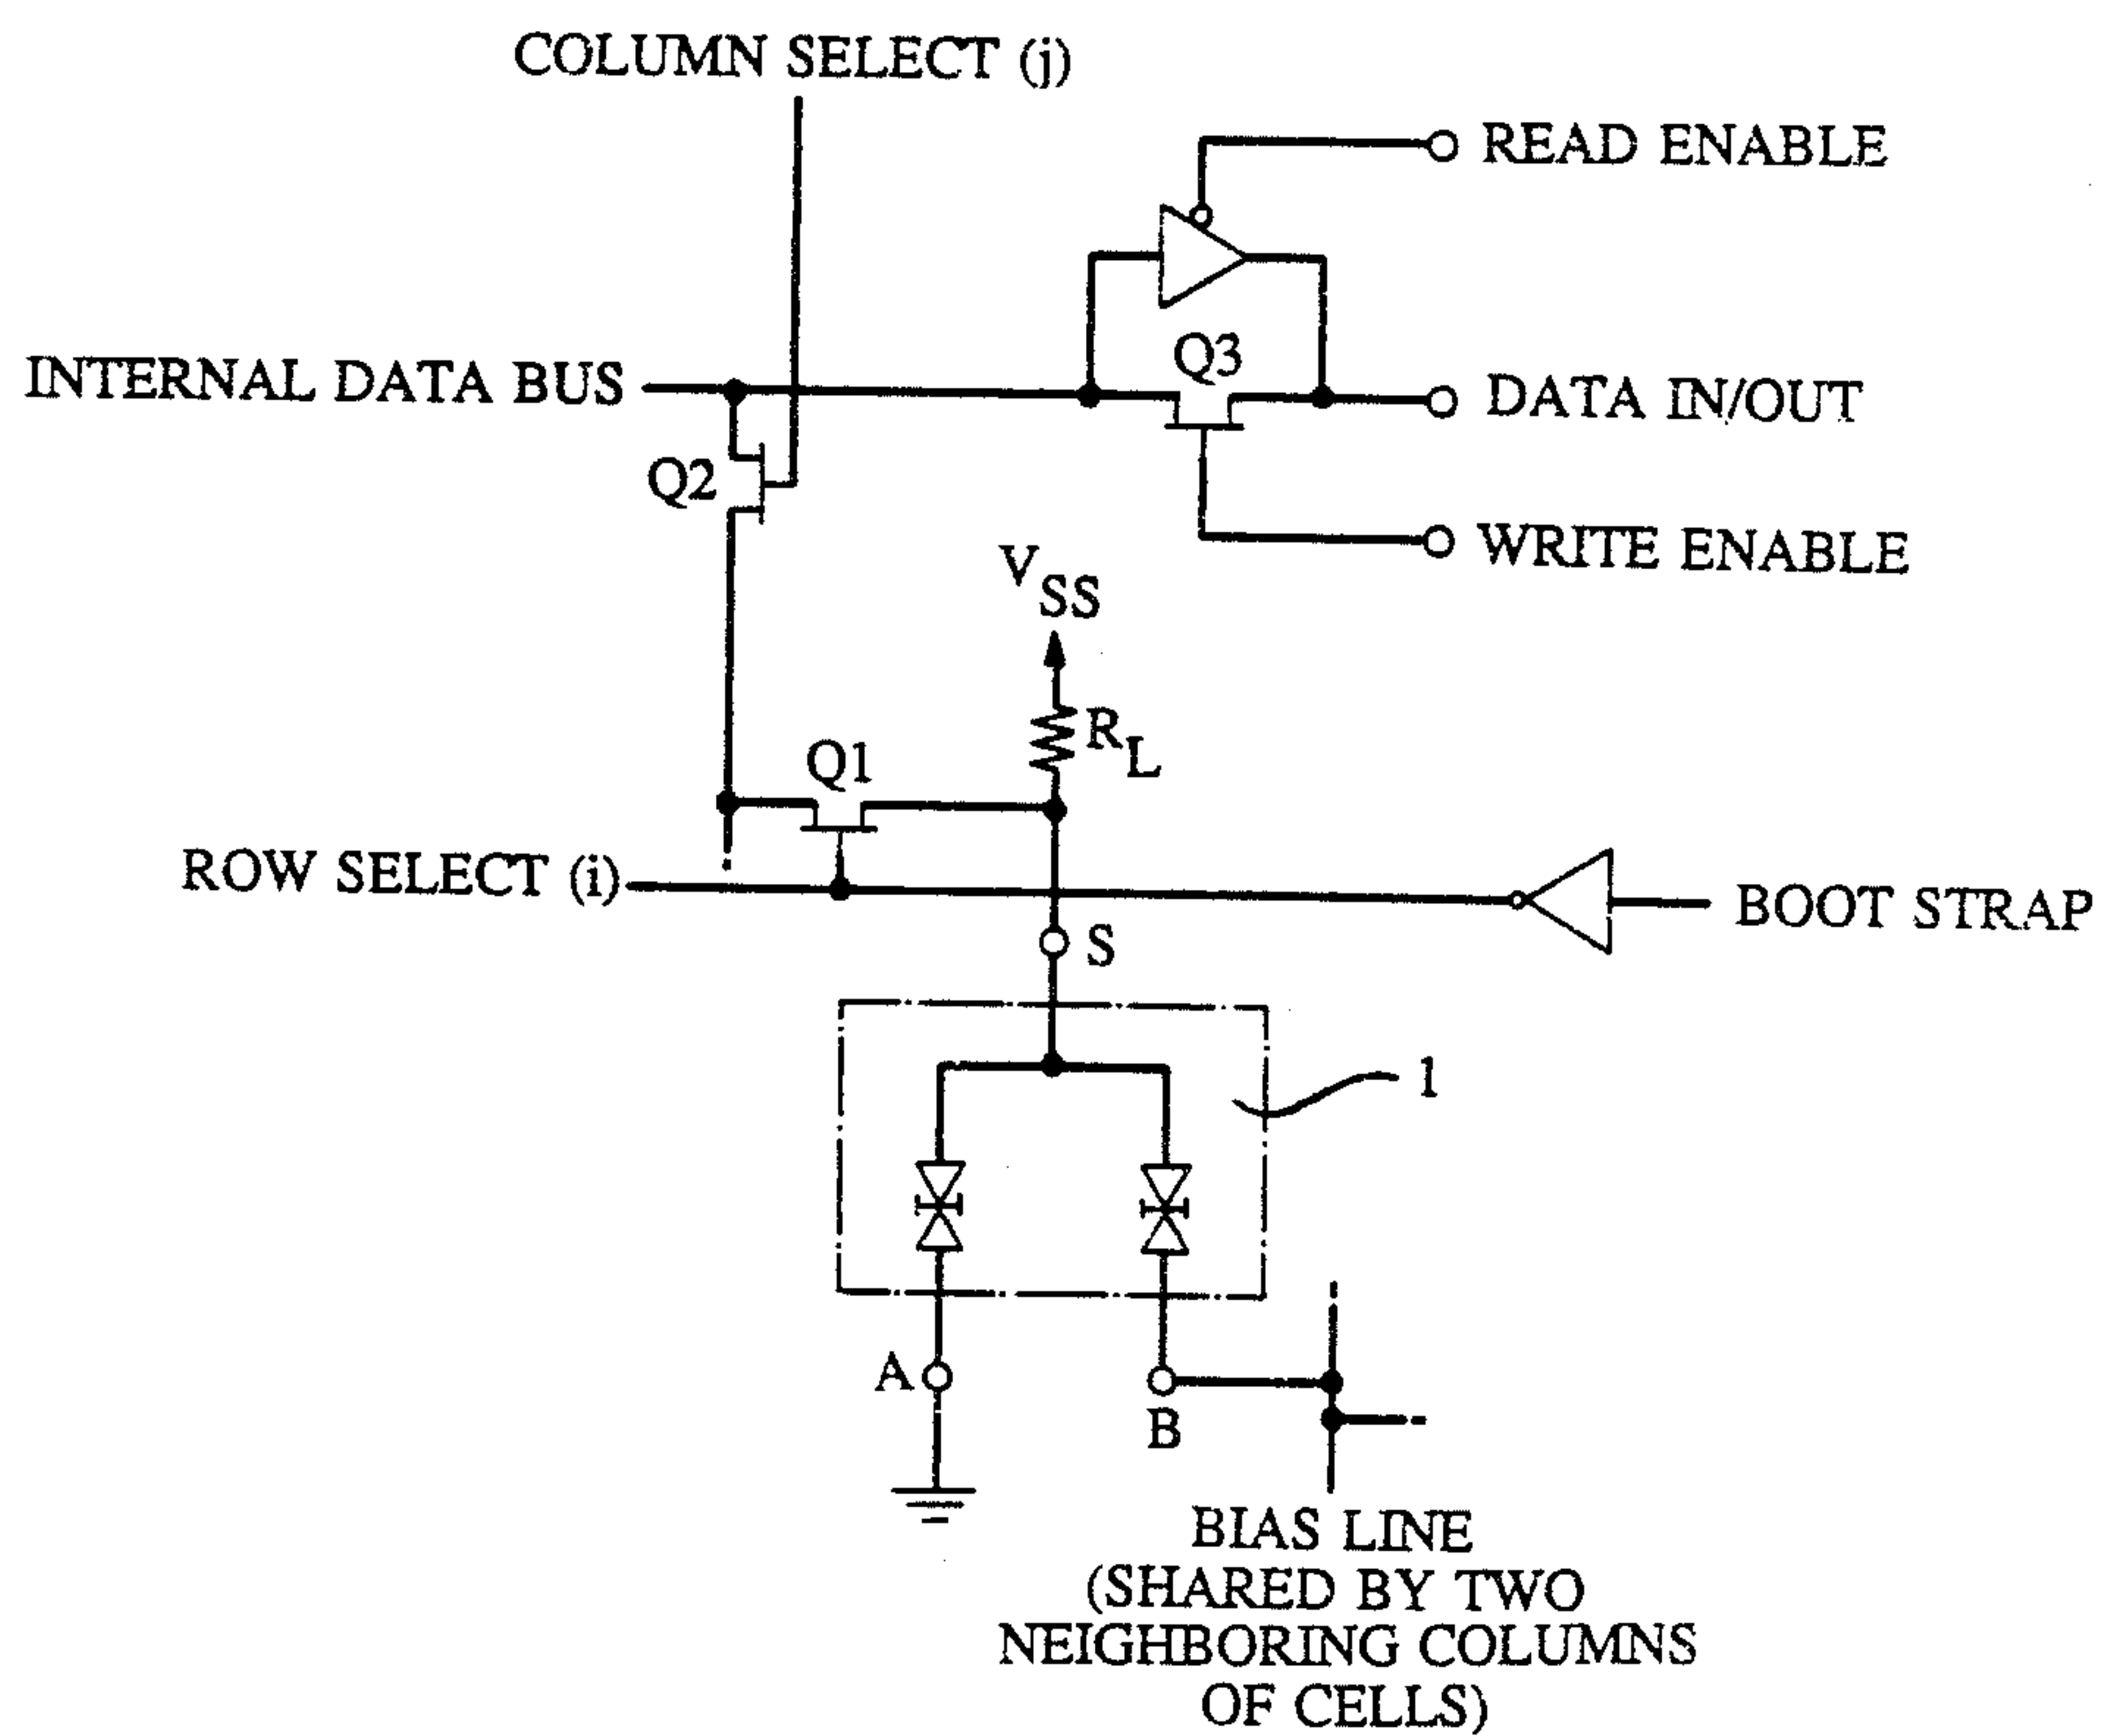 COLUMN SELECT (j)
READ ENABLE
Q3
INTERNAL DATA BUS
DATA IN/OUT
Q2
WRITE ENABLE
VSS
RL
Q1
ROW SELECT (i)
BOOT STRAP
S
1
A
B
BIAS LINE
(SHARED BY TWO
NEIGHBORING COLUMNS
OF CELLS)